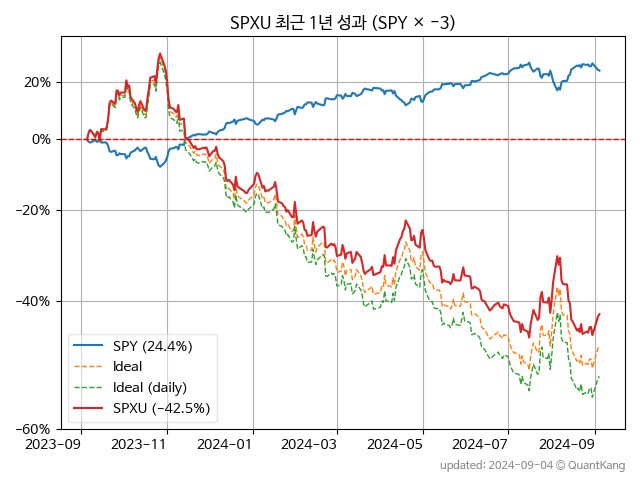 SPXU 최근 1년 성과 (SPY × −3)
20%
0%
−20%
−40%
−60%
SPY (24.4%)
Ideal
Ideal (daily)
SPXU (−42.5%)
2023-09
2023-11
2024-01
2024-03
2024-05
2024-07
2024-09
updated: 2024-09-04 © QuantKang